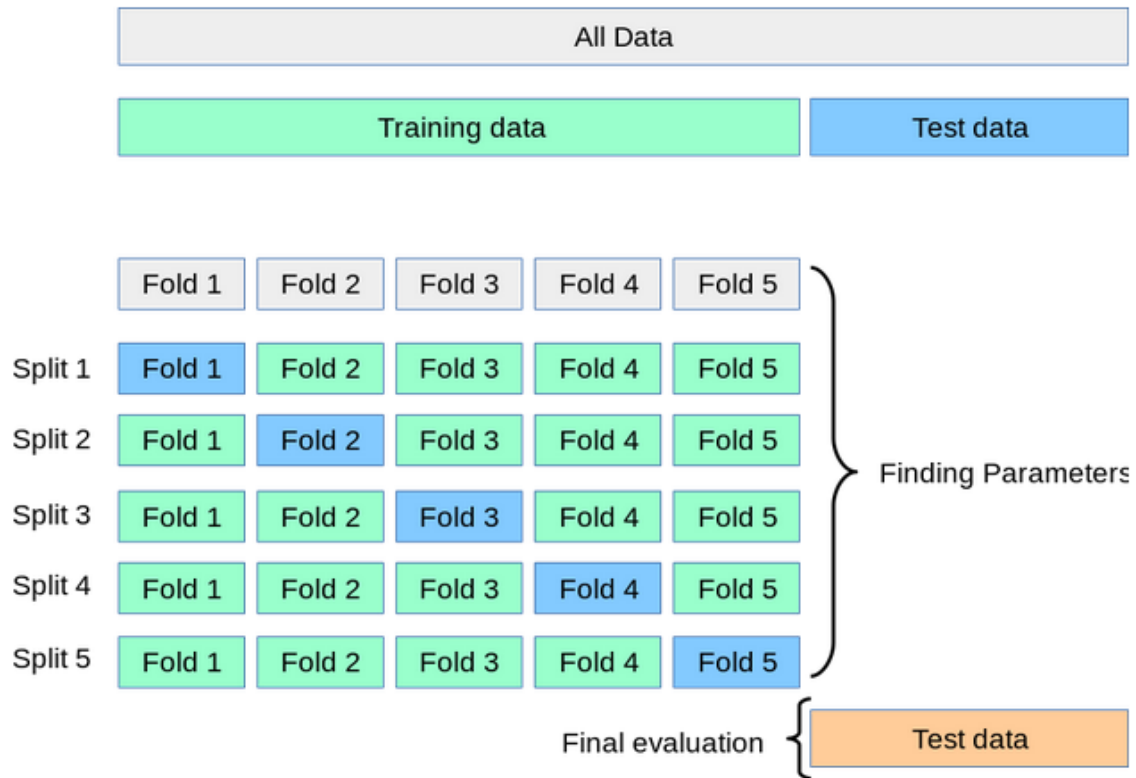 All Data
Training data Test data
Fold 1 Fold 2 Fold 3 Fold 4 Fold 5
Split 1 Fold 1 Fold 2 Fold 3 Fold 4 Fold 5
Split 2 Fold 1 Fold 2 Fold 3 Fold 4 Fold 5
Finding Parameters
Split 3 Fold 1 Fold 2 Fold 3 Fold 4 Fold 5
Split 4 Fold 1 Fold 2 Fold 3 Fold 4 Fold 5
Split 5 Fold 1 Fold 2 Fold 3 Fold 4 Fold 5
Final evaluation Test data